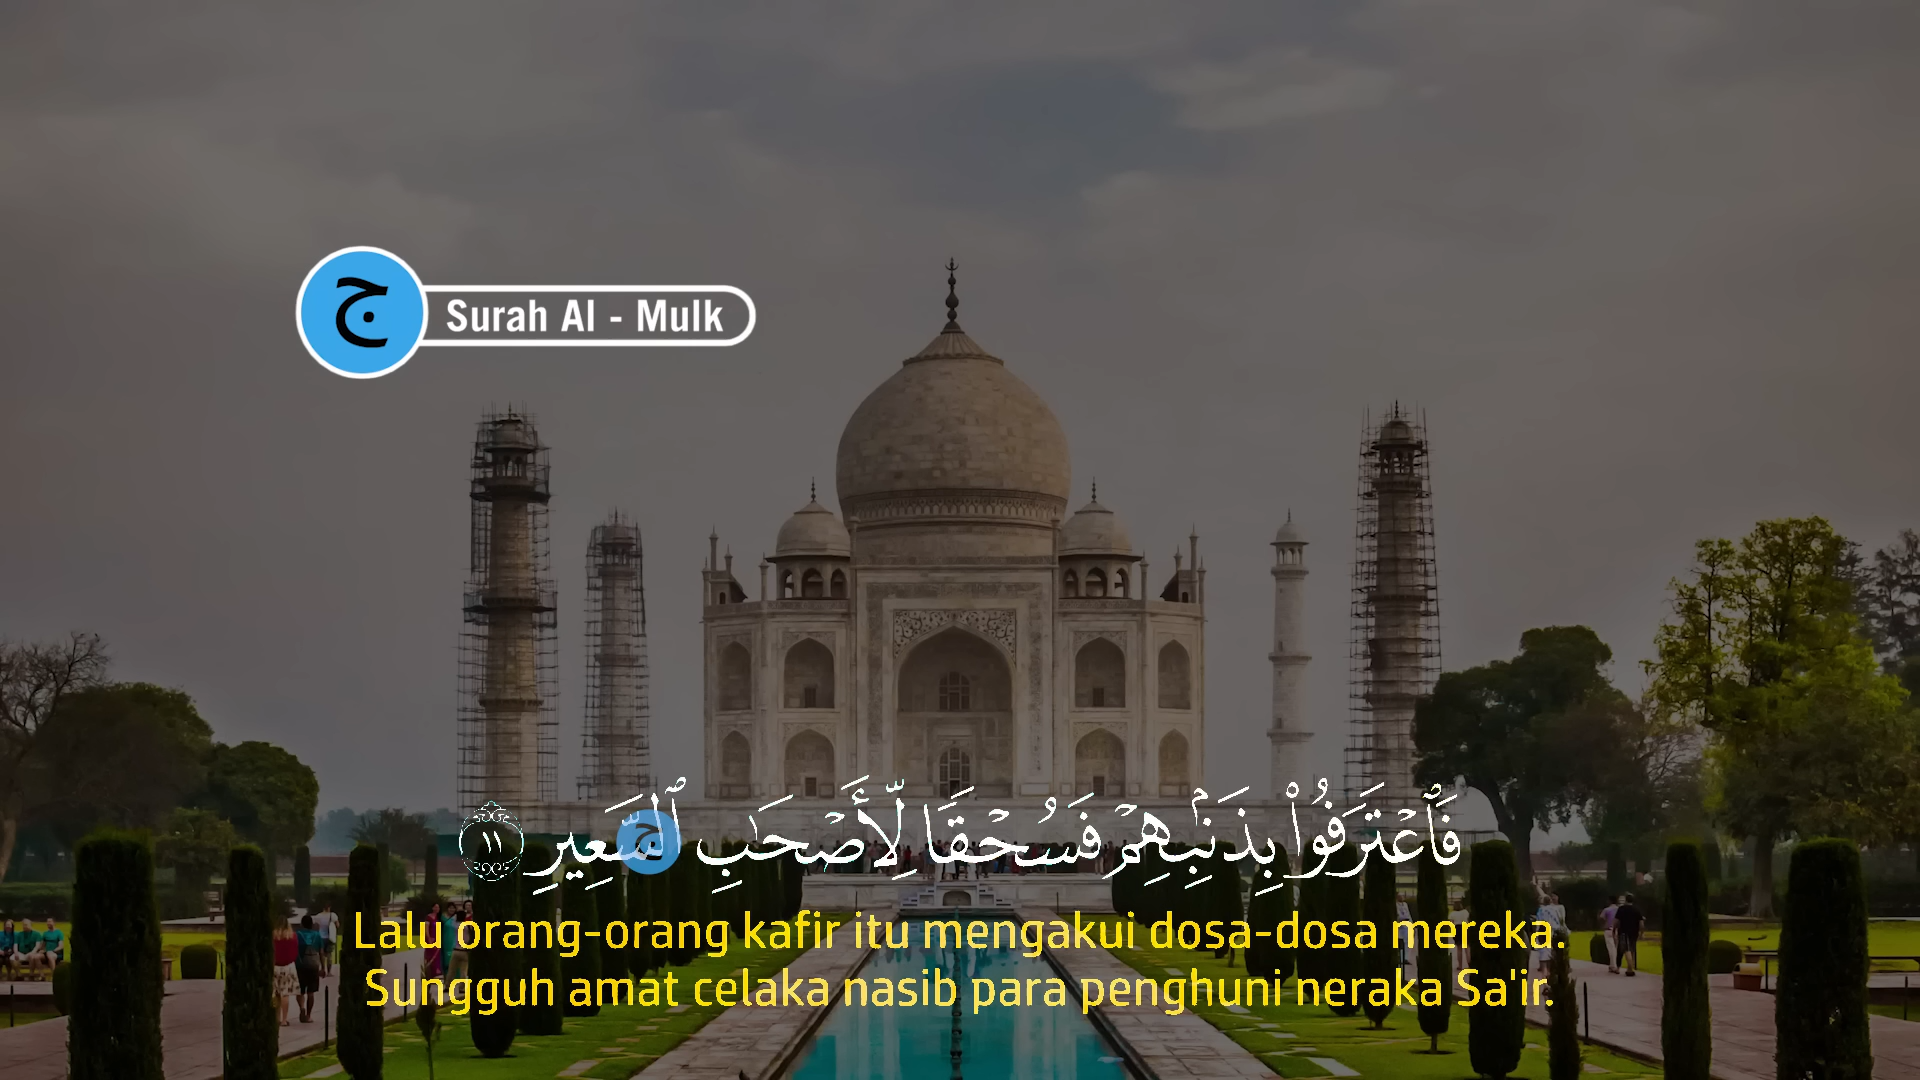 ج
Surah Al - Mulk
فَٱعْتَرَفُوا۟ بِذَنۢبِهِمْ فَسُحْقًا لِّأَصْحَـٰبِ ٱلسَّعِيرِ ١١
ج
Lalu orang-orang kafir itu mengakui dosa-dosa mereka.
Sungguh amat celaka nasib para penghuni neraka Sa'ir.